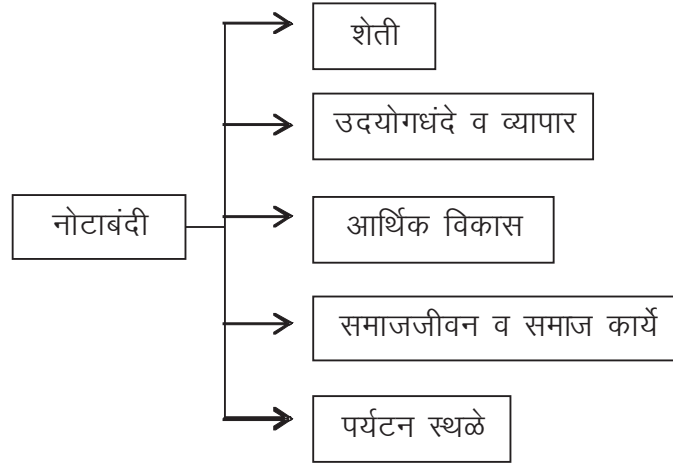 शेती
उदयोगधंदे व व्यापार
नोटाबंदी
आर्थिक विकास
समाजजीवन व समाज कार्ये
पर्यटन स्थळे